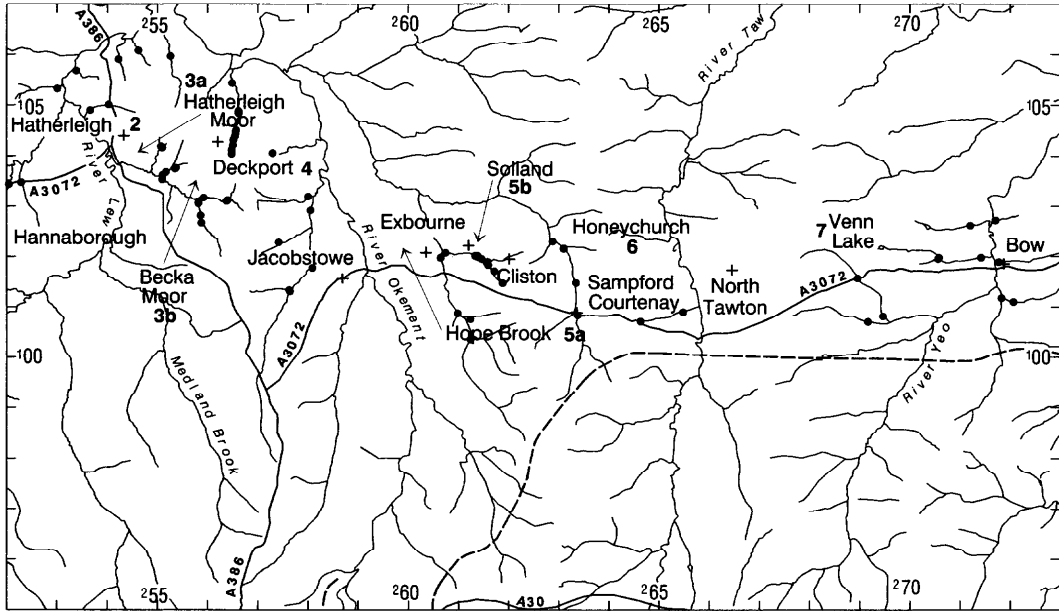 A386
255
260
265
270
River Taw
3a
105
Hatherleigh
Moor
105
Hatherleigh
2
Deckport 4
A3072
River Lew
Solland
5b
Exbourne
Honeychurch
6
7
Venn
Lake
Bow
Hannaborough
Jacobstowe
River Okement
Cliston
Becka
Moor
3b
Sampford
Courtenay
North
Tawton
A3072
A3072
Hope Brook
5a
100
100
Medland Brook
River Yeo
A386
255
260
A30
265
270